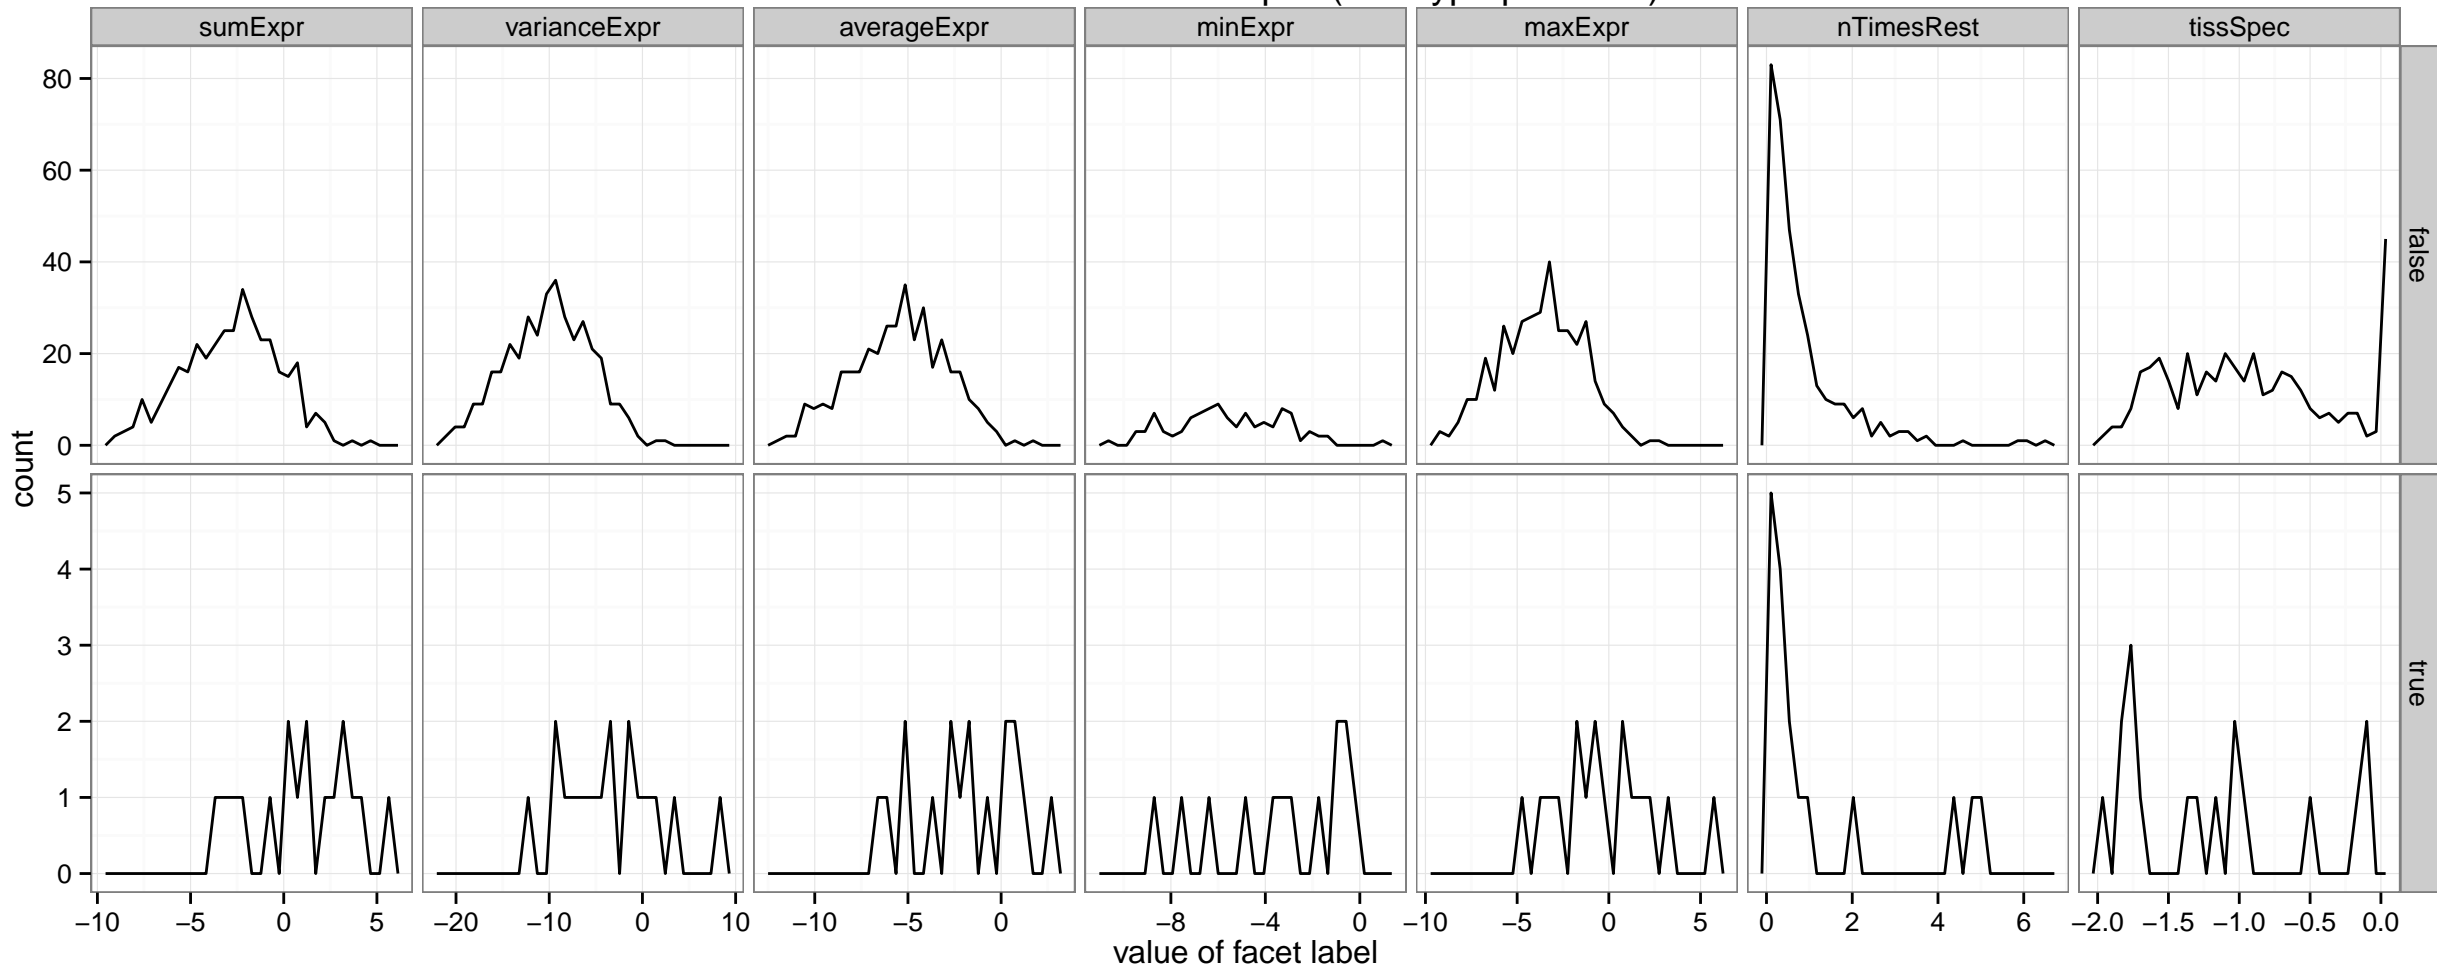 sumExpr varianceExpr averageExpr minExpr maxExpr nTimesRest tissSpec
80
60
40
20
0
false
count
5
4
3
2
1
0
true
−10 −5 0 5 −20 −10 0 10 −10 −5 0 −8 −4 0 −10 −5 0 5 0 2 4 6 −2.0 −1.5 −1.0 −0.5 0.0
value of facet label